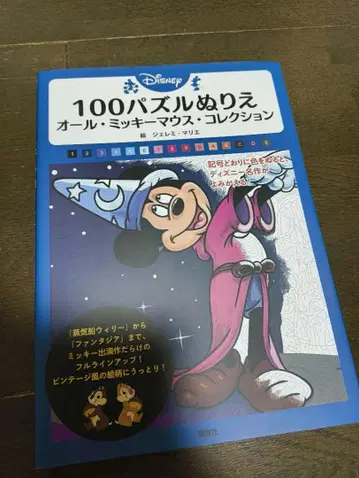 Disney
100パズルぬりえ
オール・ミッキーマウス・コレクション
絵 ジェレミ・マリエ
記号どおりに色をぬると、
ディズニー名作が
よみがえる
『蒸気船ウィリー』から
『ファンタジア』まで、
ミッキー出演作だらけの
フルラインアップ！
ビンテージ風の絵柄にうっとり！
講談社